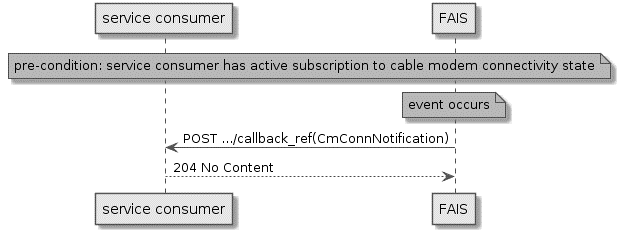 service consumer
FAIS
pre-condition: service consumer has active subscription to cable modem connectivity state
event occurs
POST .../callback_ref(CmConnNotification)
204 No Content
service consumer
FAIS